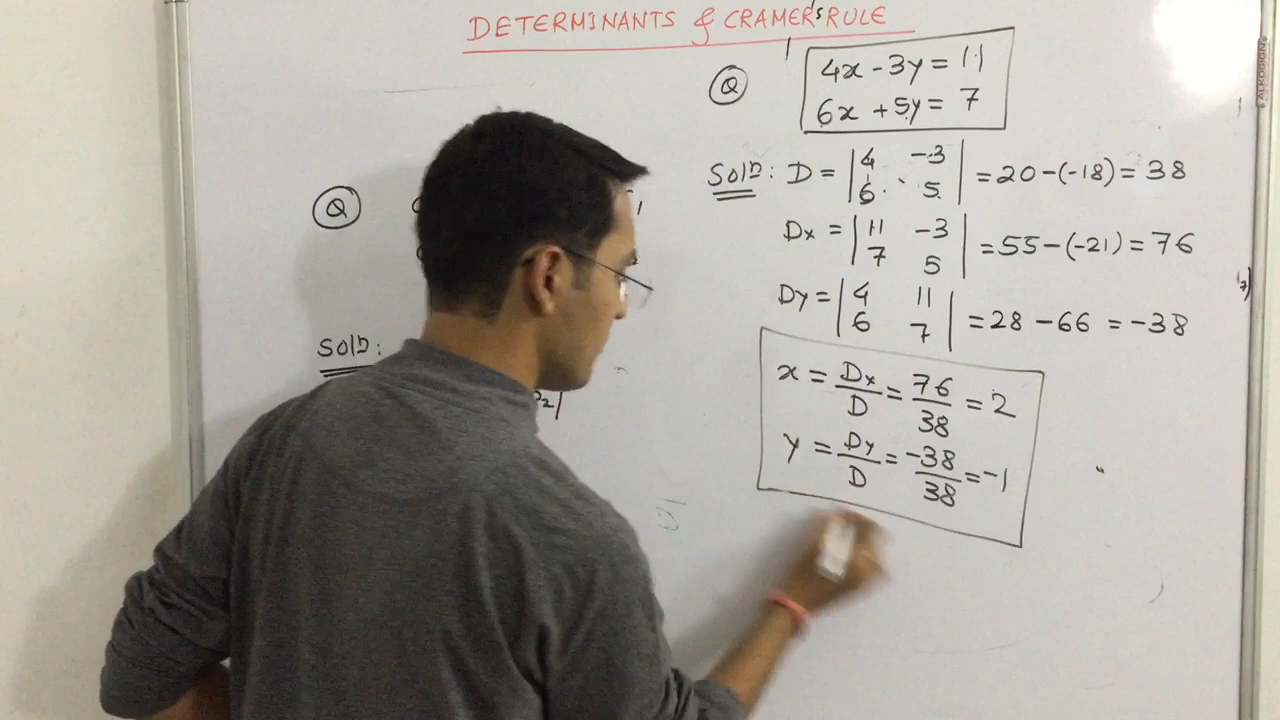 DETERMINANTS & CRAMER'S RULE
Q
4x - 3y = 11
6x + 5y = 7
Solⁿ: D = | 4 -3 | = 20-(-18) = 38
| 6 5 |
Dx = | 11 -3 | = 55-(-21) = 76
| 7 5 |
Dy = | 4 11 | = 28 - 66 = -38
| 6 7 |
x = Dx/D = 76/38 = 2
y = Dy/D = -38/38 = -1
Q
Solⁿ:
ALKOSIGN